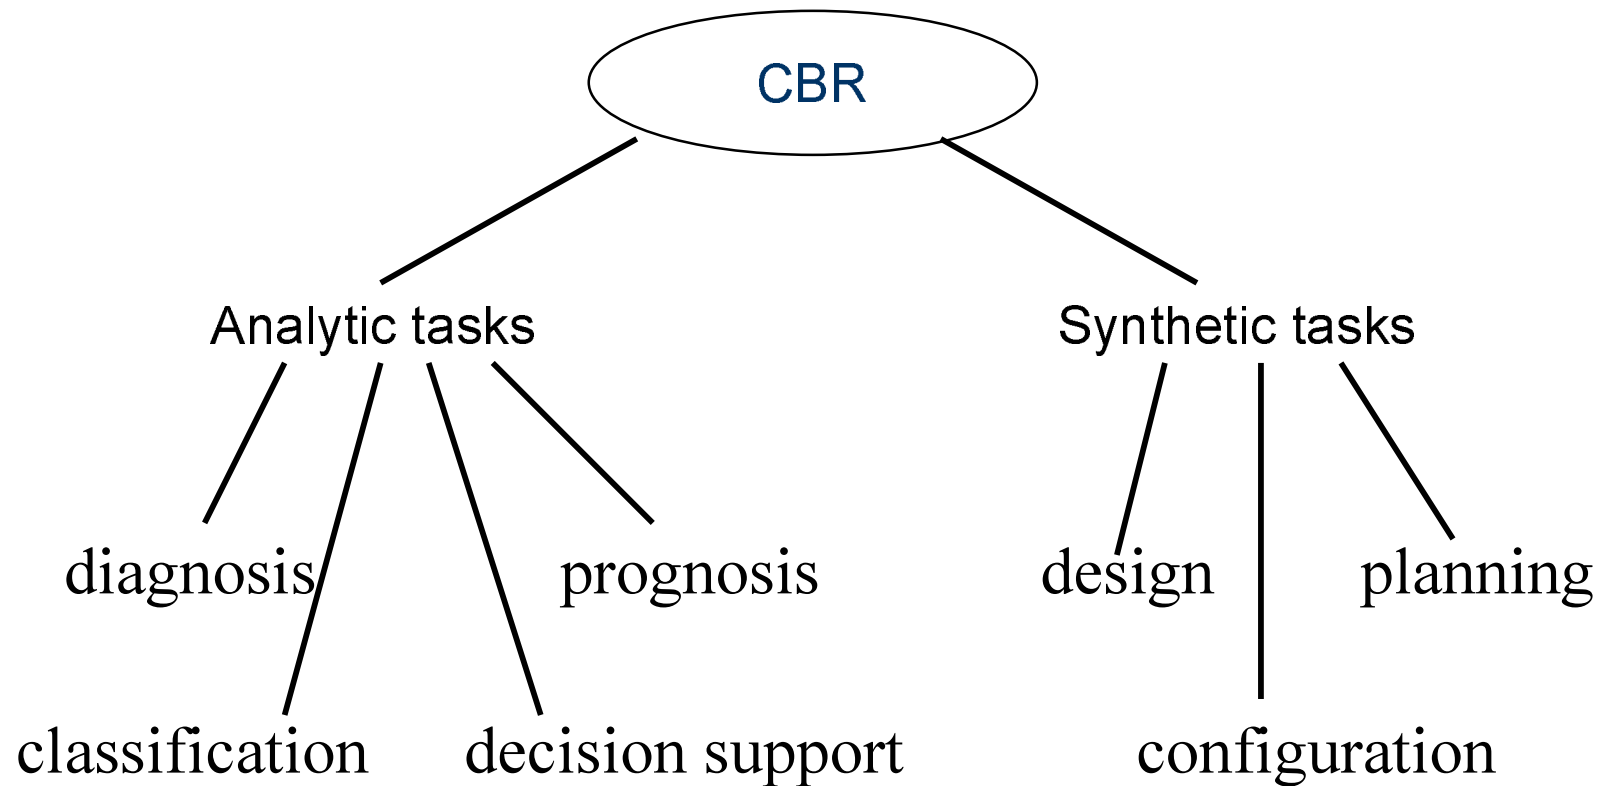 CBR
Analytic tasks
Synthetic tasks
diagnosis
prognosis
design
planning
classification
decision support
configuration